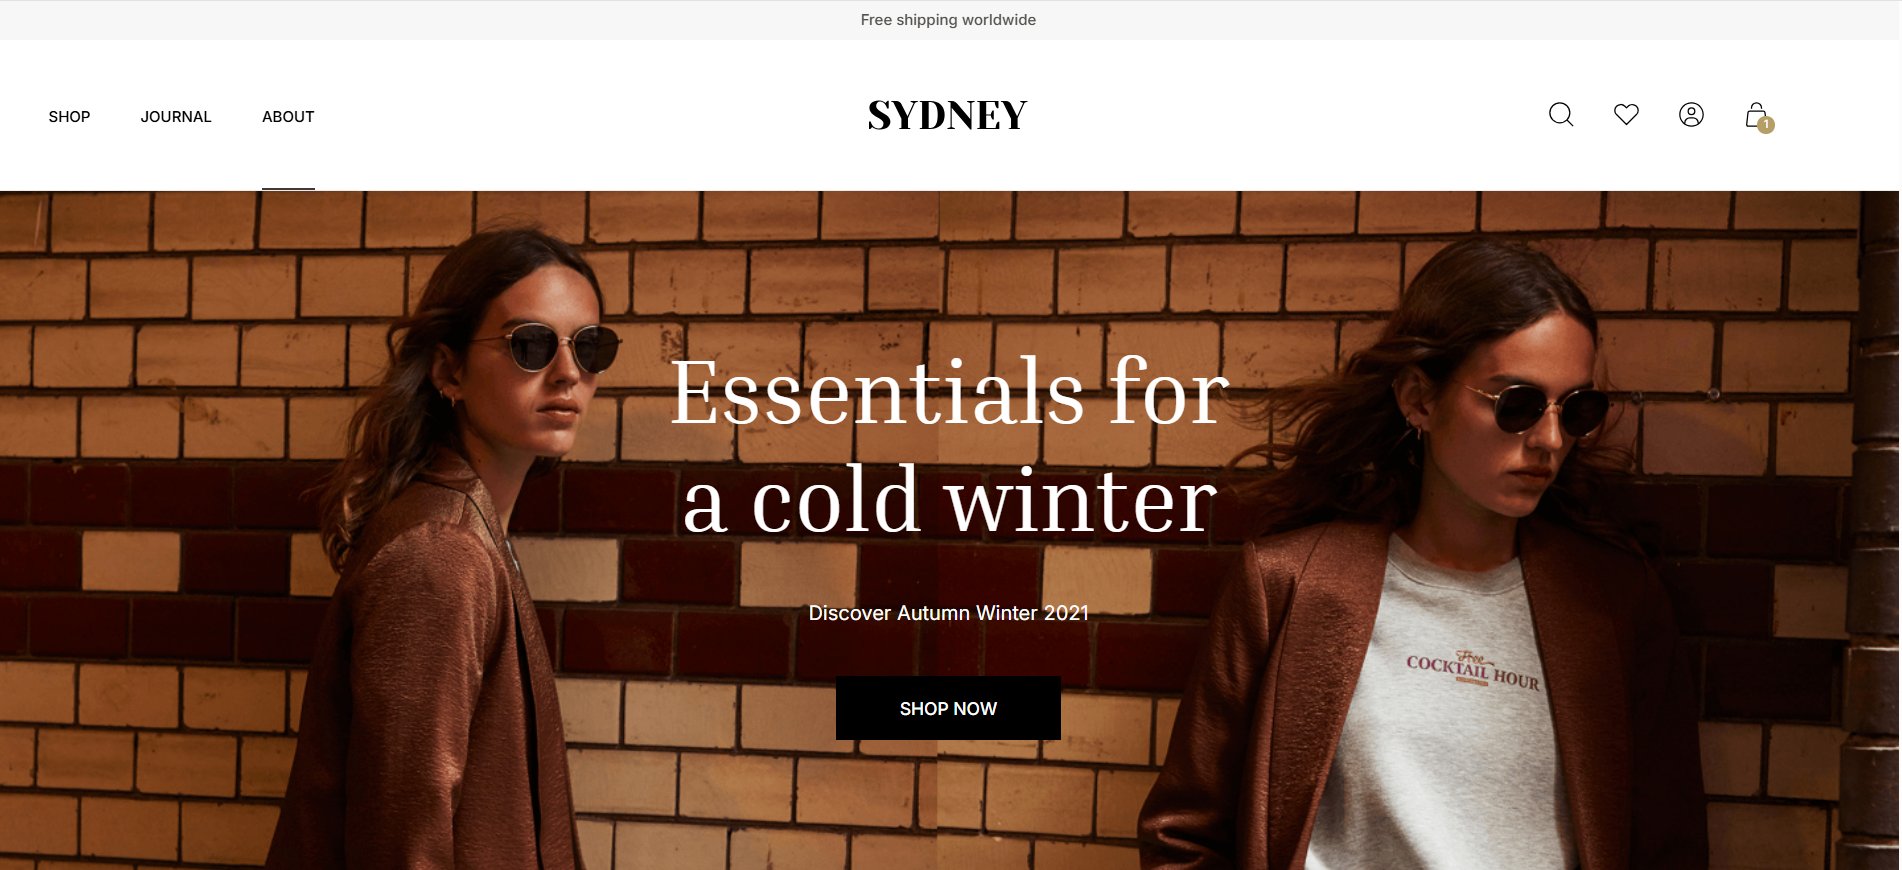 Free shipping worldwide
SHOP
JOURNAL
ABOUT
SYDNEY
1
Essentials for
a cold winter
Discover Autumn Winter 2021
SHOP NOW
Free
COCKTAIL HOUR